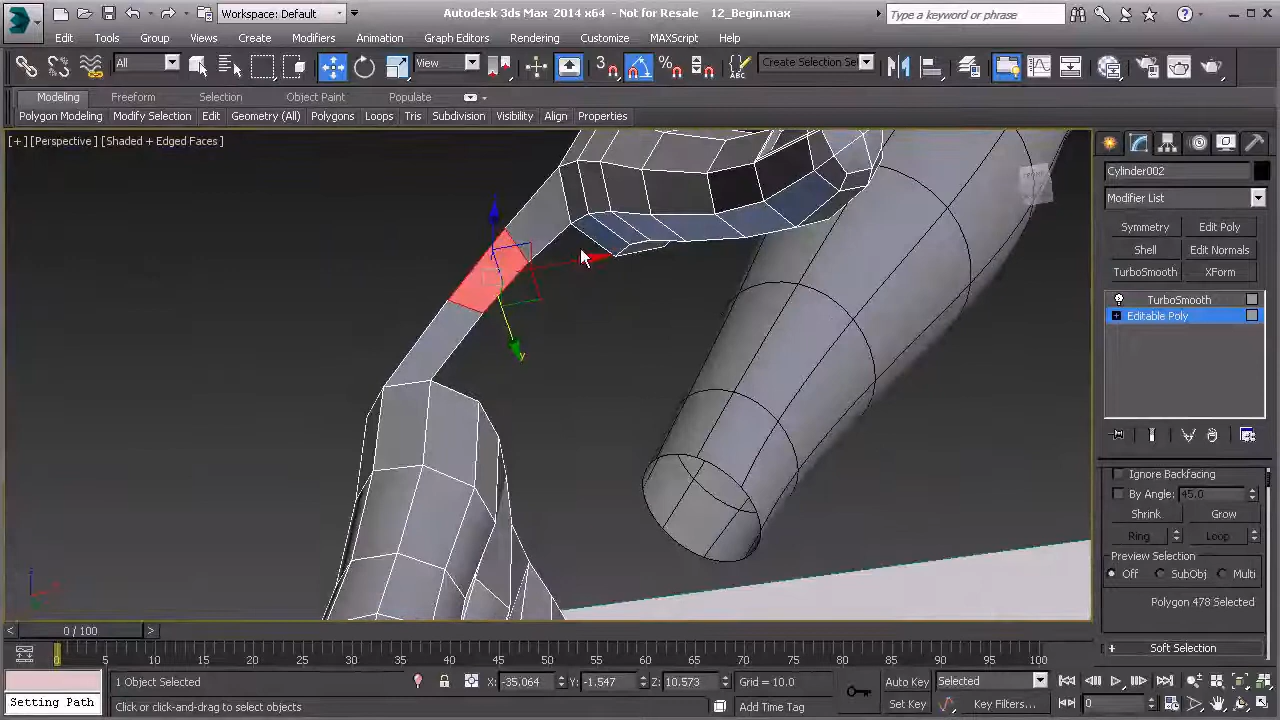 Workspace: Default
Autodesk 3ds Max 2014 x64 - Not for Resale 12_Begin.max
Type a keyword or phrase
Edit Tools Group Views Create Modifiers Animation Graph Editors Rendering Customize MAXScript Help
All View Create Selection Se
Modeling Freeform Selection Object Paint Populate
Polygon Modeling Modify Selection Edit Geometry (All) Polygons Loops Tris Subdivision Visibility Align Properties
[+] [Perspective] [Shaded + Edged Faces]
Cylinder002
Modifier List
Symmetry Edit Poly
Shell Edit Normals
TurboSmooth XForm
TurboSmooth
Editable Poly
y
Ignore Backfacing
By Angle: 45.0
Shrink Grow
Ring Loop
Preview Selection
Off SubObj Multi
Polygon 478 Selected
Soft Selection
0 / 100
0 5 10 15 20 25 30 35 40 45 50 55 60 65 70 75 80 85 90 95 100
1 Object Selected X: -35.064 Y: -1.547 Z: 10.573 Grid = 10.0 Auto Key Selected
Setting Path Click or click-and-drag to select objects Add Time Tag Set Key Key Filters... 0